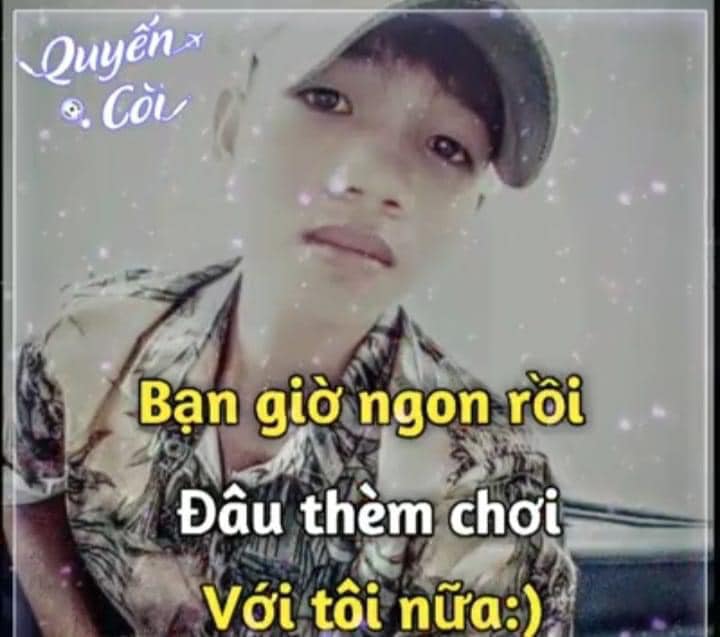 Quyến
Còi
Bạn giờ ngon rồi
Đâu thèm chơi
Với tôi nữa:)